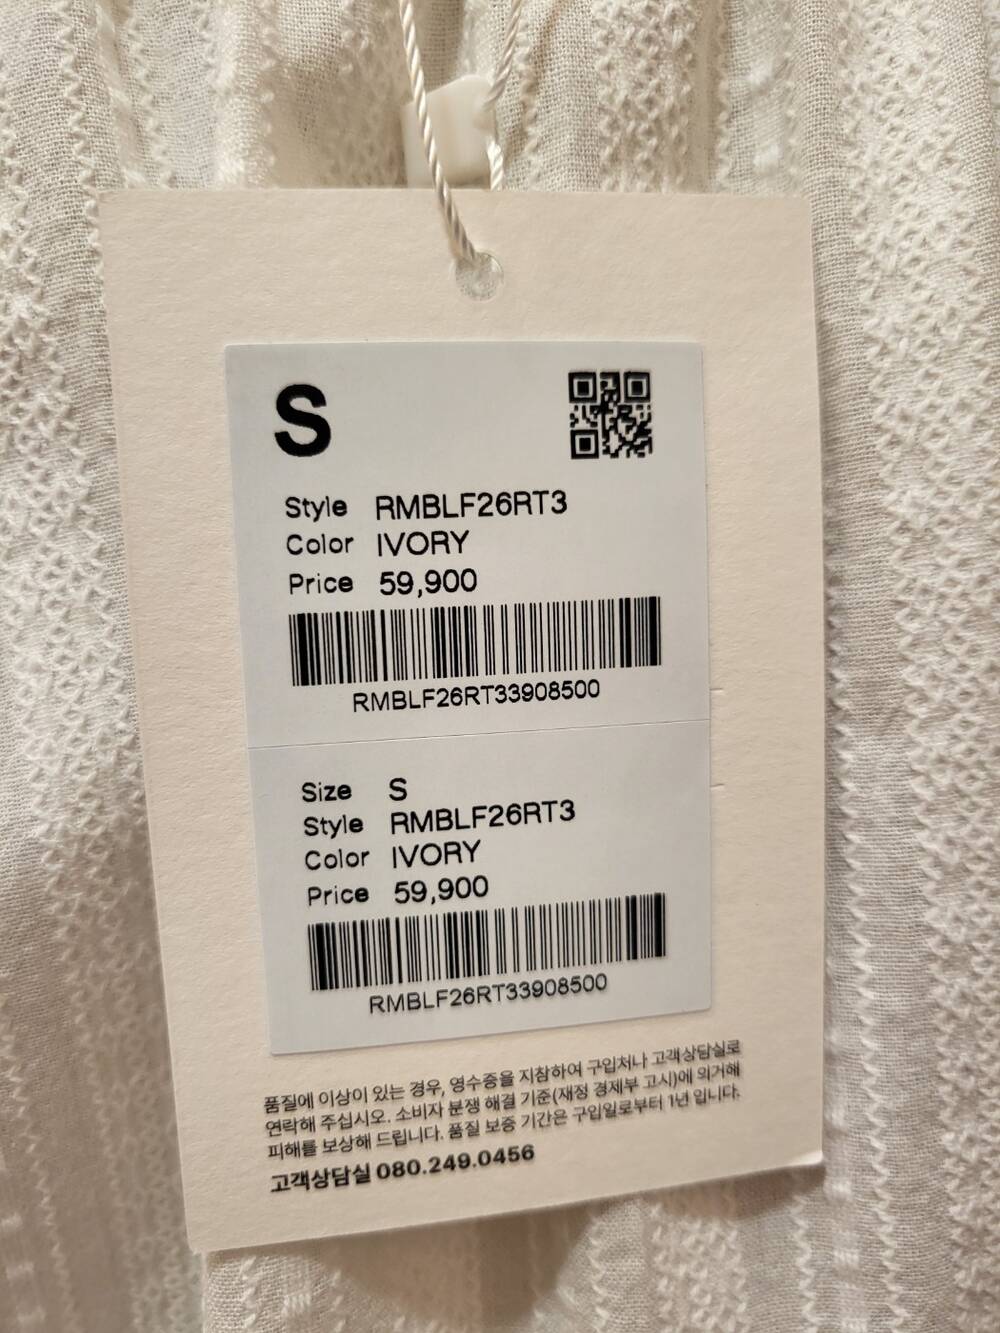 S
Style RMBLF26RT3
Color IVORY
Price 59,900
RMBLF26RT33908500
Size S
Style RMBLF26RT3
Color IVORY
Price 59,900
RMBLF26RT33908500
품질에 이상이 있는 경우, 영수증을 지참하여 구입처나 고객상담실로
연락해 주십시오. 소비자 분쟁 해결 기준(재정 경제부 고시)에 의거해
피해를 보상해 드립니다. 품질 보증 기간은 구입일로부터 1년 입니다.
고객상담실 080.249.0456